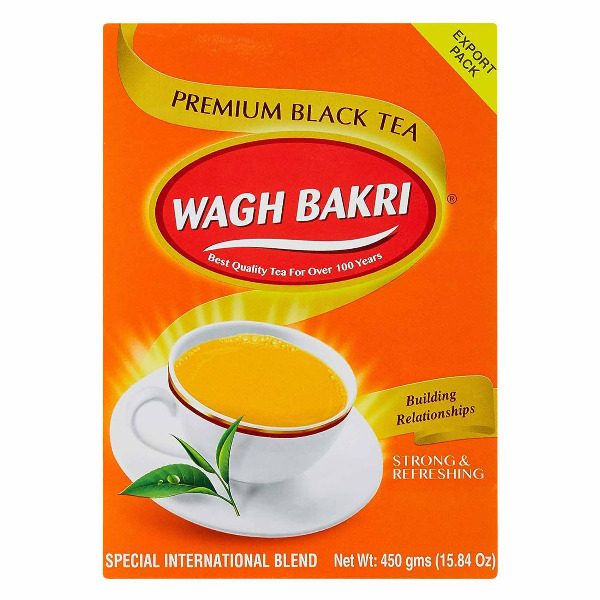 EXPORT
PACK
PREMIUM BLACK TEA
WAGH BAKRI ®
Best Quality Tea For Over 100 Years
Building
Relationships
STRONG &
REFRESHING
SPECIAL INTERNATIONAL BLEND Net Wt: 450 gms (15.84 Oz)